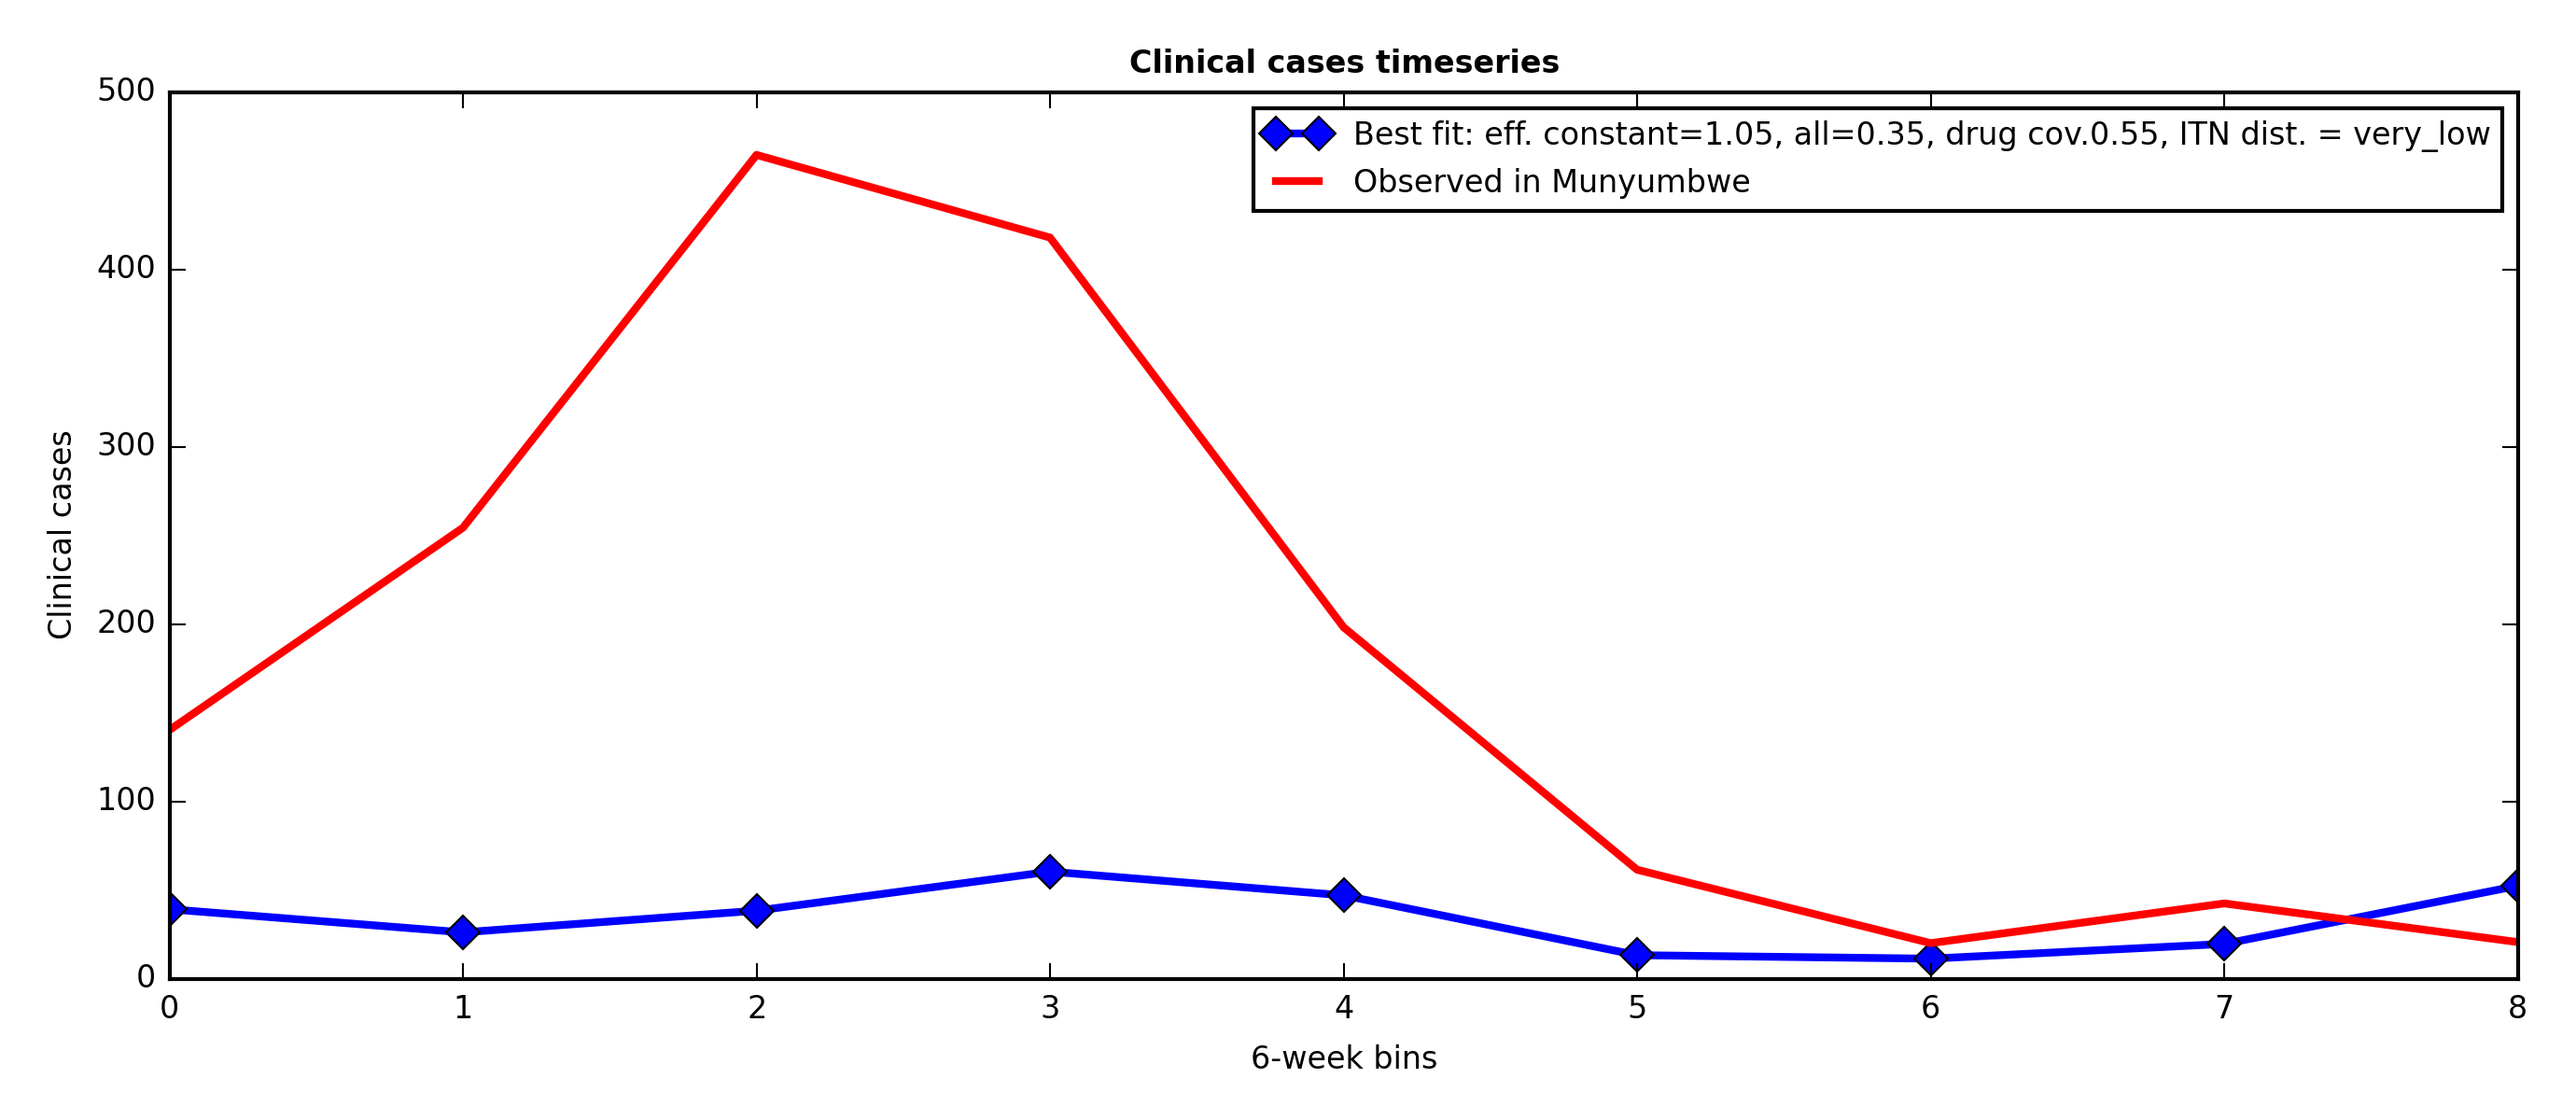 Clinical cases timeseries
500
400
300
200
100
0
Clinical cases
Best fit: eff. constant=1.05, all=0.35, drug cov.0.55, ITN dist. = very_low
Observed in Munyumbwe
0 1 2 3 4 5 6 7 8
6-week bins